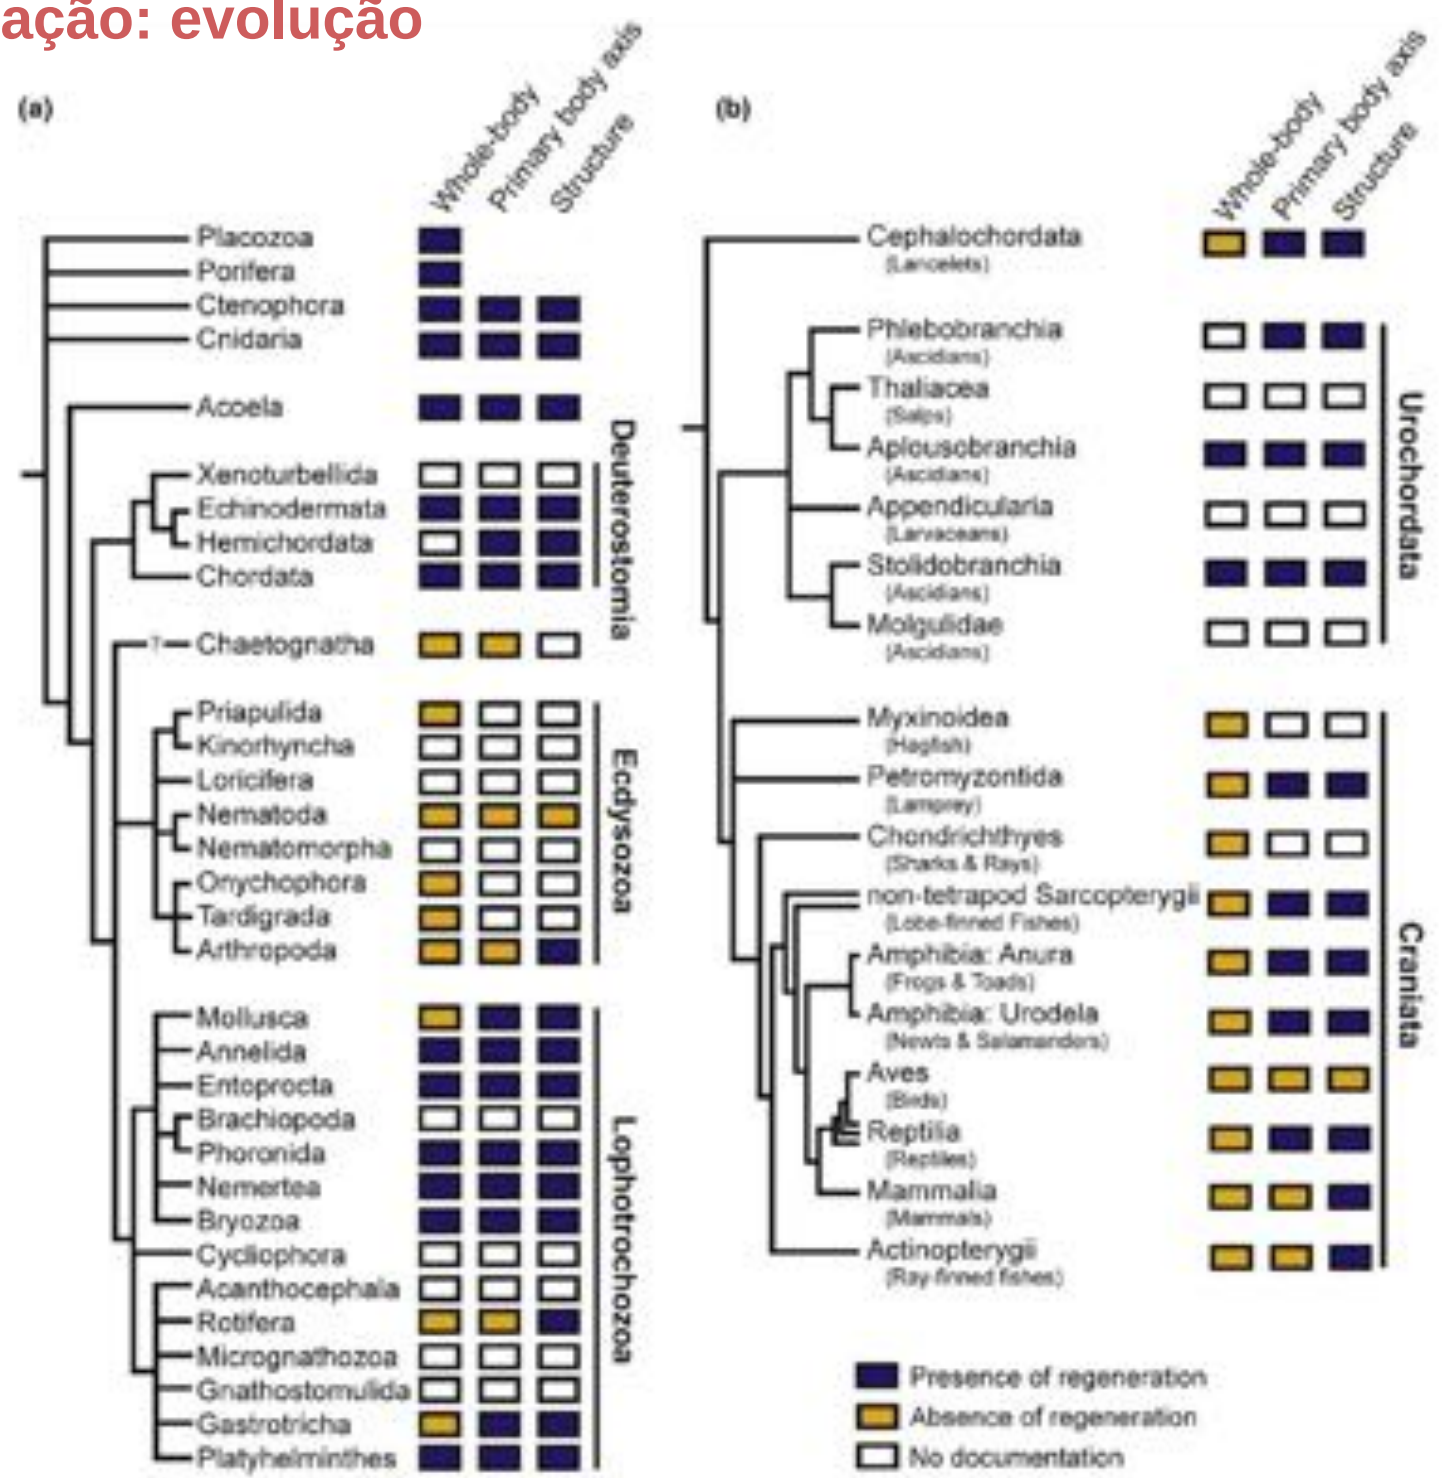 ação: evolução
(a)
Whole-body
Primary body axis
Structure
Placozoa
Porifera
Ctenophora
Cnidaria
Acoela
Xenoturbellida
Echinodermata
Hemichordata
Chordata
Deuterostomia
?
Chaetognatha
Priapulida
Kinorhyncha
Loricifera
Nematoda
Nematomorpha
Onychophora
Tardigrada
Arthropoda
Ecdysozoa
Mollusca
Annelida
Entoprocta
Brachiopoda
Phoronida
Nemertea
Bryozoa
Cycliophora
Acanthocephala
Rotifera
Micrognathozoa
Gnathostomulida
Gastrotricha
Platyhelminthes
Lophotrochozoa
(b)
Whole-body
Primary body axis
Structure
Cephalochordata
(Lancelets)
Phlebobranchia
(Ascidians)
Thaliacea
(Salps)
Aplousobranchia
(Ascidians)
Appendicularia
(Larvaceans)
Stolidobranchia
(Ascidians)
Molgulidae
(Ascidians)
Urochordata
Myxinoidea
(Hagfish)
Petromyzontida
(Lamprey)
Chondrichthyes
(Sharks & Rays)
non-tetrapod Sarcopterygii
(Lobe-finned Fishes)
Amphibia: Anura
(Frogs & Toads)
Amphibia: Urodela
(Newts & Salamanders)
Aves
(Birds)
Reptilia
(Reptiles)
Mammalia
(Mammals)
Actinopterygii
(Ray-finned fishes)
Craniata
Presence of regeneration
Absence of regeneration
No documentation